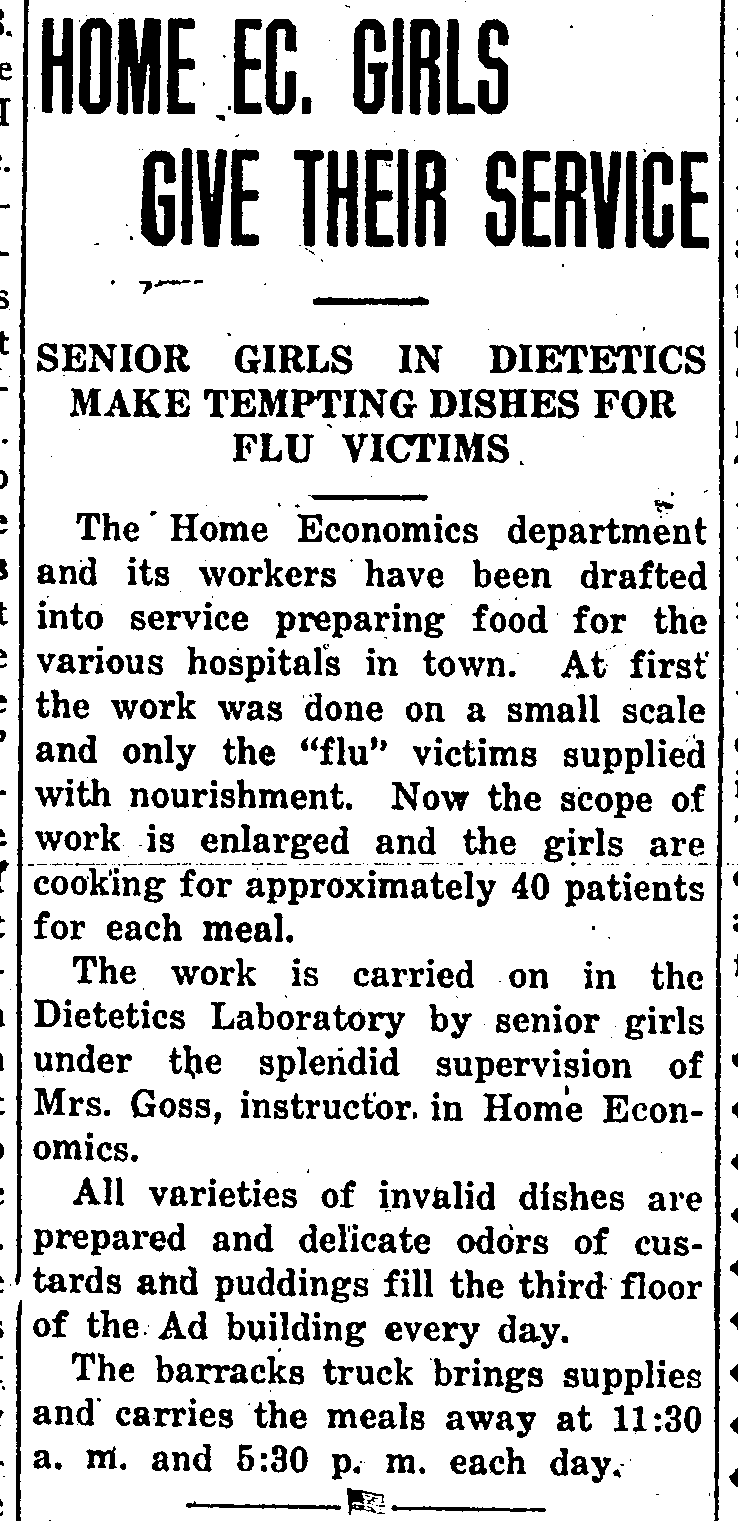 HOME EC. GIRLS
GIVE THEIR SERVICE
SENIOR GIRLS IN DIETETICS
MAKE TEMPTING DISHES FOR
FLU VICTIMS
The Home Economics department
and its workers have been drafted
into service preparing food for the
various hospitals in town. At first
the work was done on a small scale
and only the "flu" victims supplied
with nourishment. Now the scope of
work is enlarged and the girls are
cooking for approximately 40 patients
for each meal.
The work is carried on in the
Dietetics Laboratory by senior girls
under the splendid supervision of
Mrs. Goss, instructor in Home Econ-
omics.
All varieties of invalid dishes are
prepared and delicate odors of cus-
tards and puddings fill the third floor
of the Ad building every day.
The barracks truck brings supplies
and carries the meals away at 11:30
a. m. and 5:30 p. m. each day.